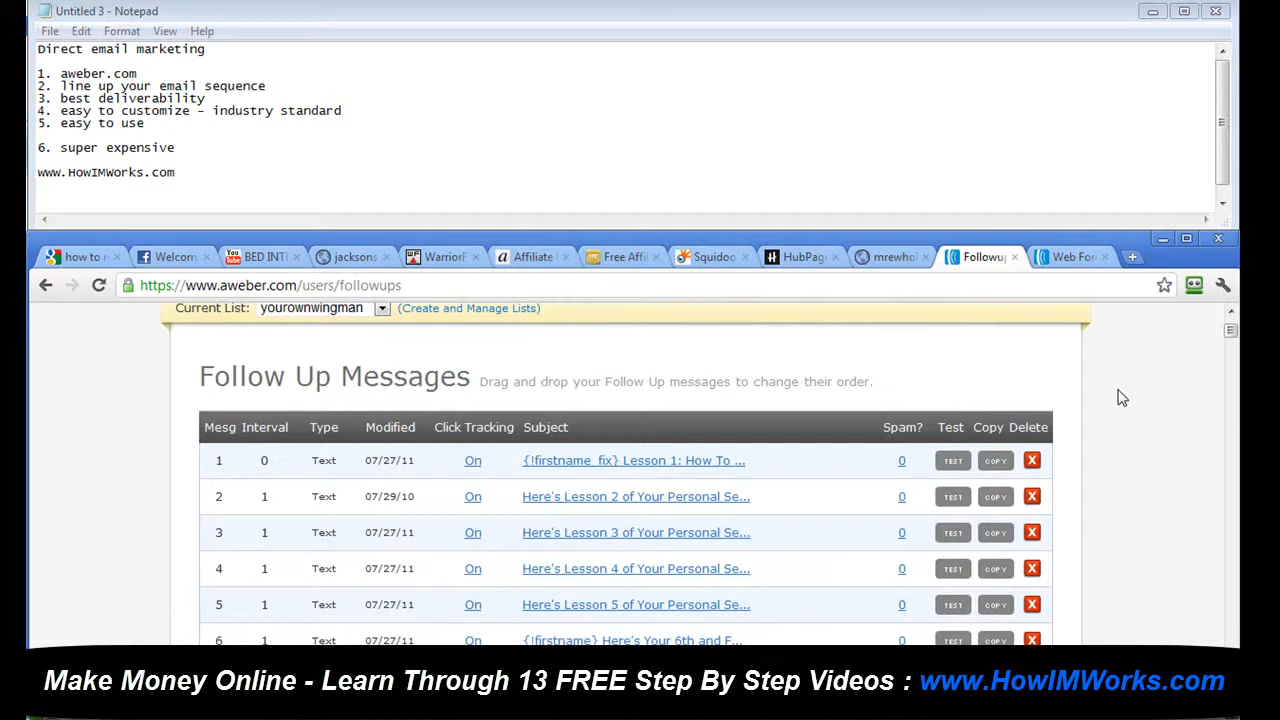 Untitled 3 - Notepad
File Edit Format View Help
Direct email marketing
1. aweber.com
2. line up your email sequence
3. best deliverability
4. easy to customize - industry standard
5. easy to use
6. super expensive
www.HowIMWorks.com
how to n Welcom BED INTI jacksons WarriorF Affiliate Free Affi Squidoo HubPage mrewhol Followup Web For
https://www.aweber.com/users/followups
Current List: yourownwingman (Create and Manage Lists)
Follow Up Messages Drag and drop your Follow Up messages to change their order.
Mesg Interval Type Modified Click Tracking Subject Spam? Test Copy Delete
1 0 Text 07/27/11 On {!firstname_fix} Lesson 1: How To ... 0 TEST COPY X
2 1 Text 07/29/10 On Here's Lesson 2 of Your Personal Se... 0 TEST COPY X
3 1 Text 07/27/11 On Here's Lesson 3 of Your Personal Se... 0 TEST COPY X
4 1 Text 07/27/11 On Here's Lesson 4 of Your Personal Se... 0 TEST COPY X
5 1 Text 07/27/11 On Here's Lesson 5 of Your Personal Se... 0 TEST COPY X
6 1 Text 07/27/11 On {!firstname} Here's Your 6th and F... 0 TEST COPY X
Make Money Online - Learn Through 13 FREE Step By Step Videos : www.HowIMWorks.com